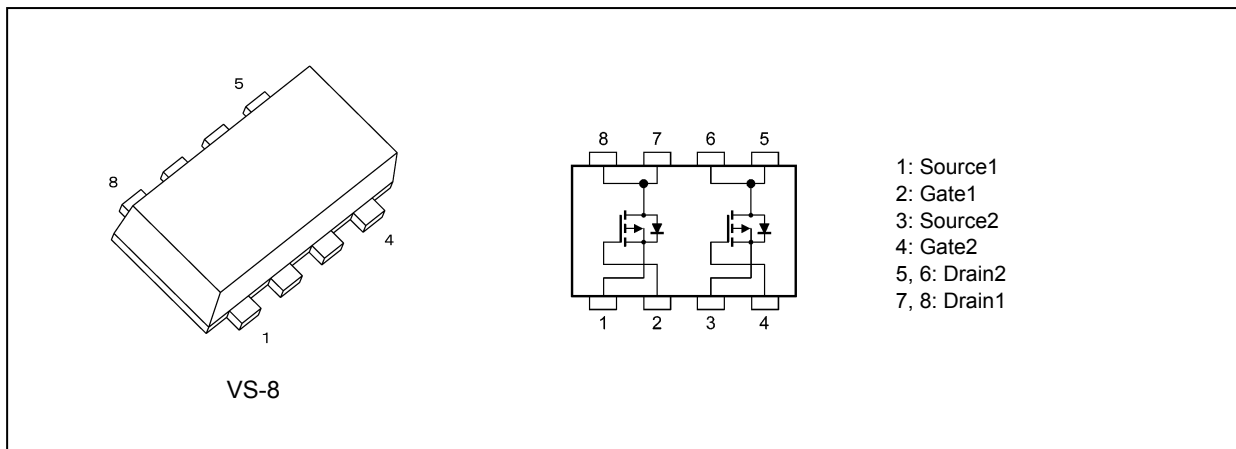 5
8
4
1
VS-8
8 7 6 5
1 2 3 4
1: Source1
2: Gate1
3: Source2
4: Gate2
5, 6: Drain2
7, 8: Drain1